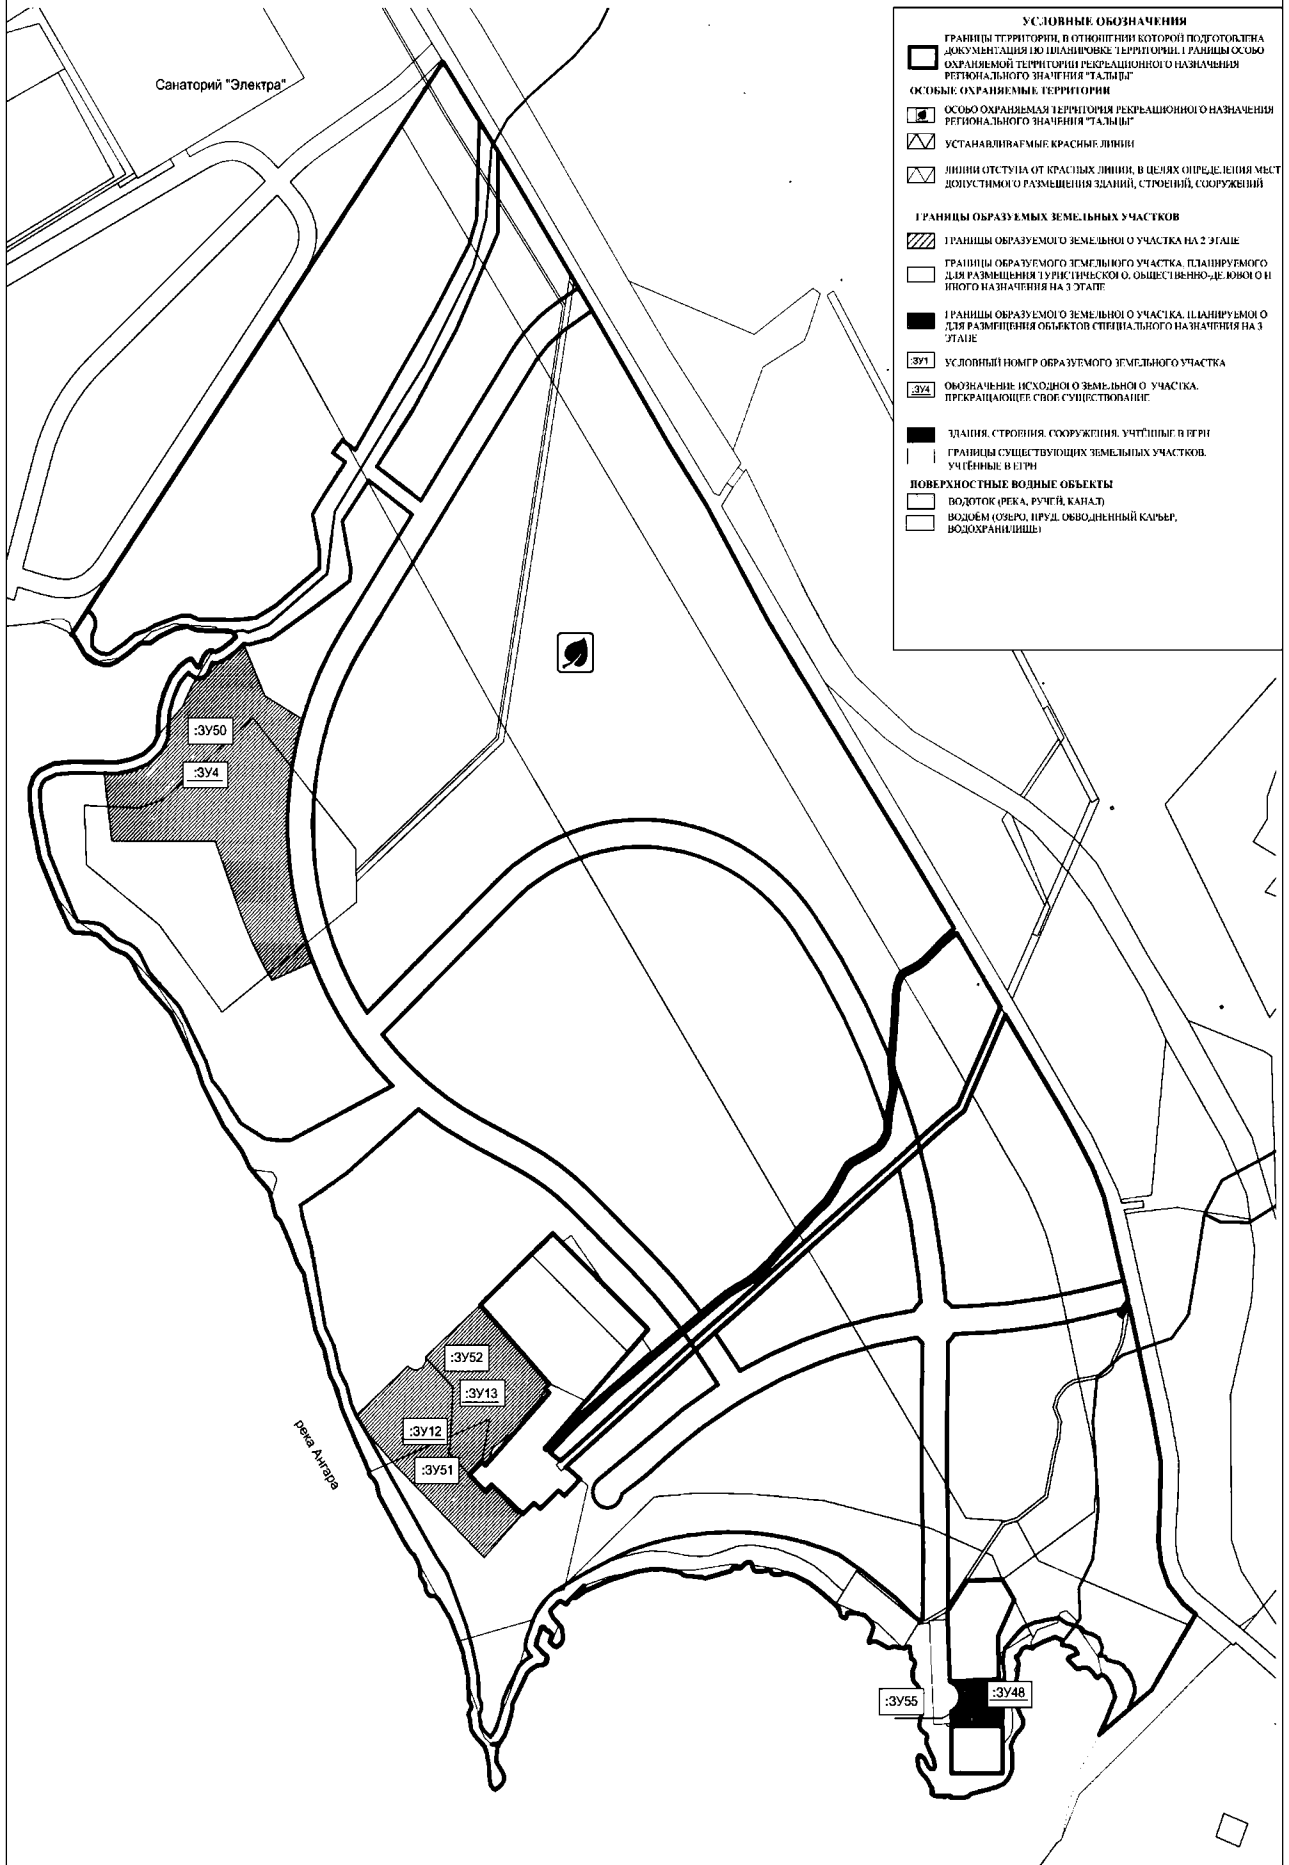 Санаторий "Электра"
УСЛОВНЫЕ ОБОЗНАЧЕНИЯ
ГРАНИЦЫ ТЕРРИТОРИИ, В ОТНОШЕНИИ КОТОРОЙ ПОДГОТОВЛЕНА
ДОКУМЕНТАЦИЯ ПО ПЛАНИРОВКЕ ТЕРРИТОРИИ. ГРАНИЦЫ ОСОБО
ОХРАНЯЕМОЙ ТЕРРИТОРИИ РЕКРЕАЦИОННОГО НАЗНАЧЕНИЯ
РЕГИОНАЛЬНОГО ЗНАЧЕНИЯ "ТАЛЬЦЫ"
ОСОБЫЕ ОХРАНЯЕМЫЕ ТЕРРИТОРИИ
ОСОБО ОХРАНЯЕМАЯ ТЕРРИТОРИЯ РЕКРЕАЦИОННОГО НАЗНАЧЕНИЯ
РЕГИОНАЛЬНОГО ЗНАЧЕНИЯ "ТАЛЬЦЫ"
УСТАНАВЛИВАЕМЫЕ КРАСНЫЕ ЛИНИИ
ЛИНИИ ОТСТУПА ОТ КРАСНЫХ ЛИНИЙ, В ЦЕЛЯХ ОПРЕДЕЛЕНИЯ МЕСТ
ДОПУСТИМОГО РАЗМЕЩЕНИЯ ЗДАНИЙ, СТРОЕНИЙ, СООРУЖЕНИЙ
ГРАНИЦЫ ОБРАЗУЕМЫХ ЗЕМЕЛЬНЫХ УЧАСТКОВ
ГРАНИЦЫ ОБРАЗУЕМОГО ЗЕМЕЛЬНОГО УЧАСТКА НА 2 ЭТАПЕ
ГРАНИЦЫ ОБРАЗУЕМОГО ЗЕМЕЛЬНОГО УЧАСТКА, ПЛАНИРУЕМОГО
ДЛЯ РАЗМЕЩЕНИЯ ТУРИСТИЧЕСКОГО, ОБЩЕСТВЕННО-ДЕЛОВОГО И
ИНОГО НАЗНАЧЕНИЯ НА 3 ЭТАПЕ
ГРАНИЦЫ ОБРАЗУЕМОГО ЗЕМЕЛЬНОГО УЧАСТКА, ПЛАНИРУЕМОГО
ДЛЯ РАЗМЕЩЕНИЯ ОБЪЕКТОВ СПЕЦИАЛЬНОГО НАЗНАЧЕНИЯ НА 3
ЭТАПЕ
:ЗУ1 УСЛОВНЫЙ НОМЕР ОБРАЗУЕМОГО ЗЕМЕЛЬНОГО УЧАСТКА
:ЗУ4 ОБОЗНАЧЕНИЕ ИСХОДНОГО ЗЕМЕЛЬНОГО УЧАСТКА,
ПРЕКРАЩАЮЩЕЕ СВОЕ СУЩЕСТВОВАНИЕ
ЗДАНИЯ, СТРОЕНИЯ, СООРУЖЕНИЯ, УЧТЁННЫЕ В ЕГРН
ГРАНИЦЫ СУЩЕСТВУЮЩИХ ЗЕМЕЛЬНЫХ УЧАСТКОВ,
УЧТЁННЫЕ В ЕГРН
ПОВЕРХНОСТНЫЕ ВОДНЫЕ ОБЪЕКТЫ
ВОДОТОК (РЕКА, РУЧЕЙ, КАНАЛ)
ВОДОЁМ (ОЗЕРО, ПРУД, ОБВОДНЕННЫЙ КАРЬЕР,
ВОДОХРАНИЛИЩЕ)
:ЗУ50
:ЗУ4
:ЗУ52
:ЗУ13
:ЗУ12
:ЗУ51
река Ангара
:ЗУ55
:ЗУ48